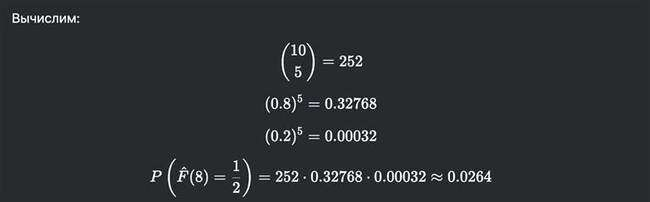 Вычислим:
(10 5) = 252
(0.8)^5 = 0.32768
(0.2)^5 = 0.00032
P(F̂(8) = 1/2) = 252 · 0.32768 · 0.00032 ≈ 0.0264